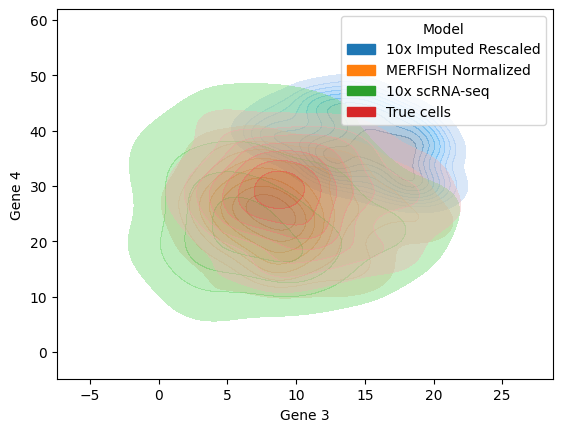 Model
10x Imputed Rescaled
MERFISH Normalized
10x scRNA-seq
True cells
60
50
40
30
20
10
0
Gene 4
−5
0
5
10
15
20
25
Gene 3